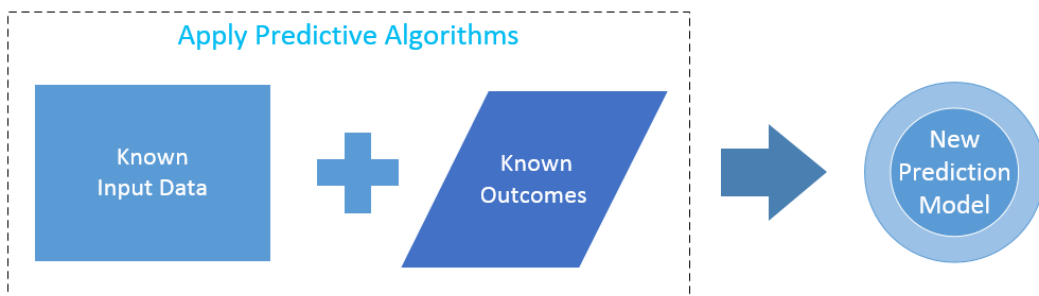 Apply Predictive Algorithms
Known
Input Data
Known
Outcomes
New
Prediction
Model